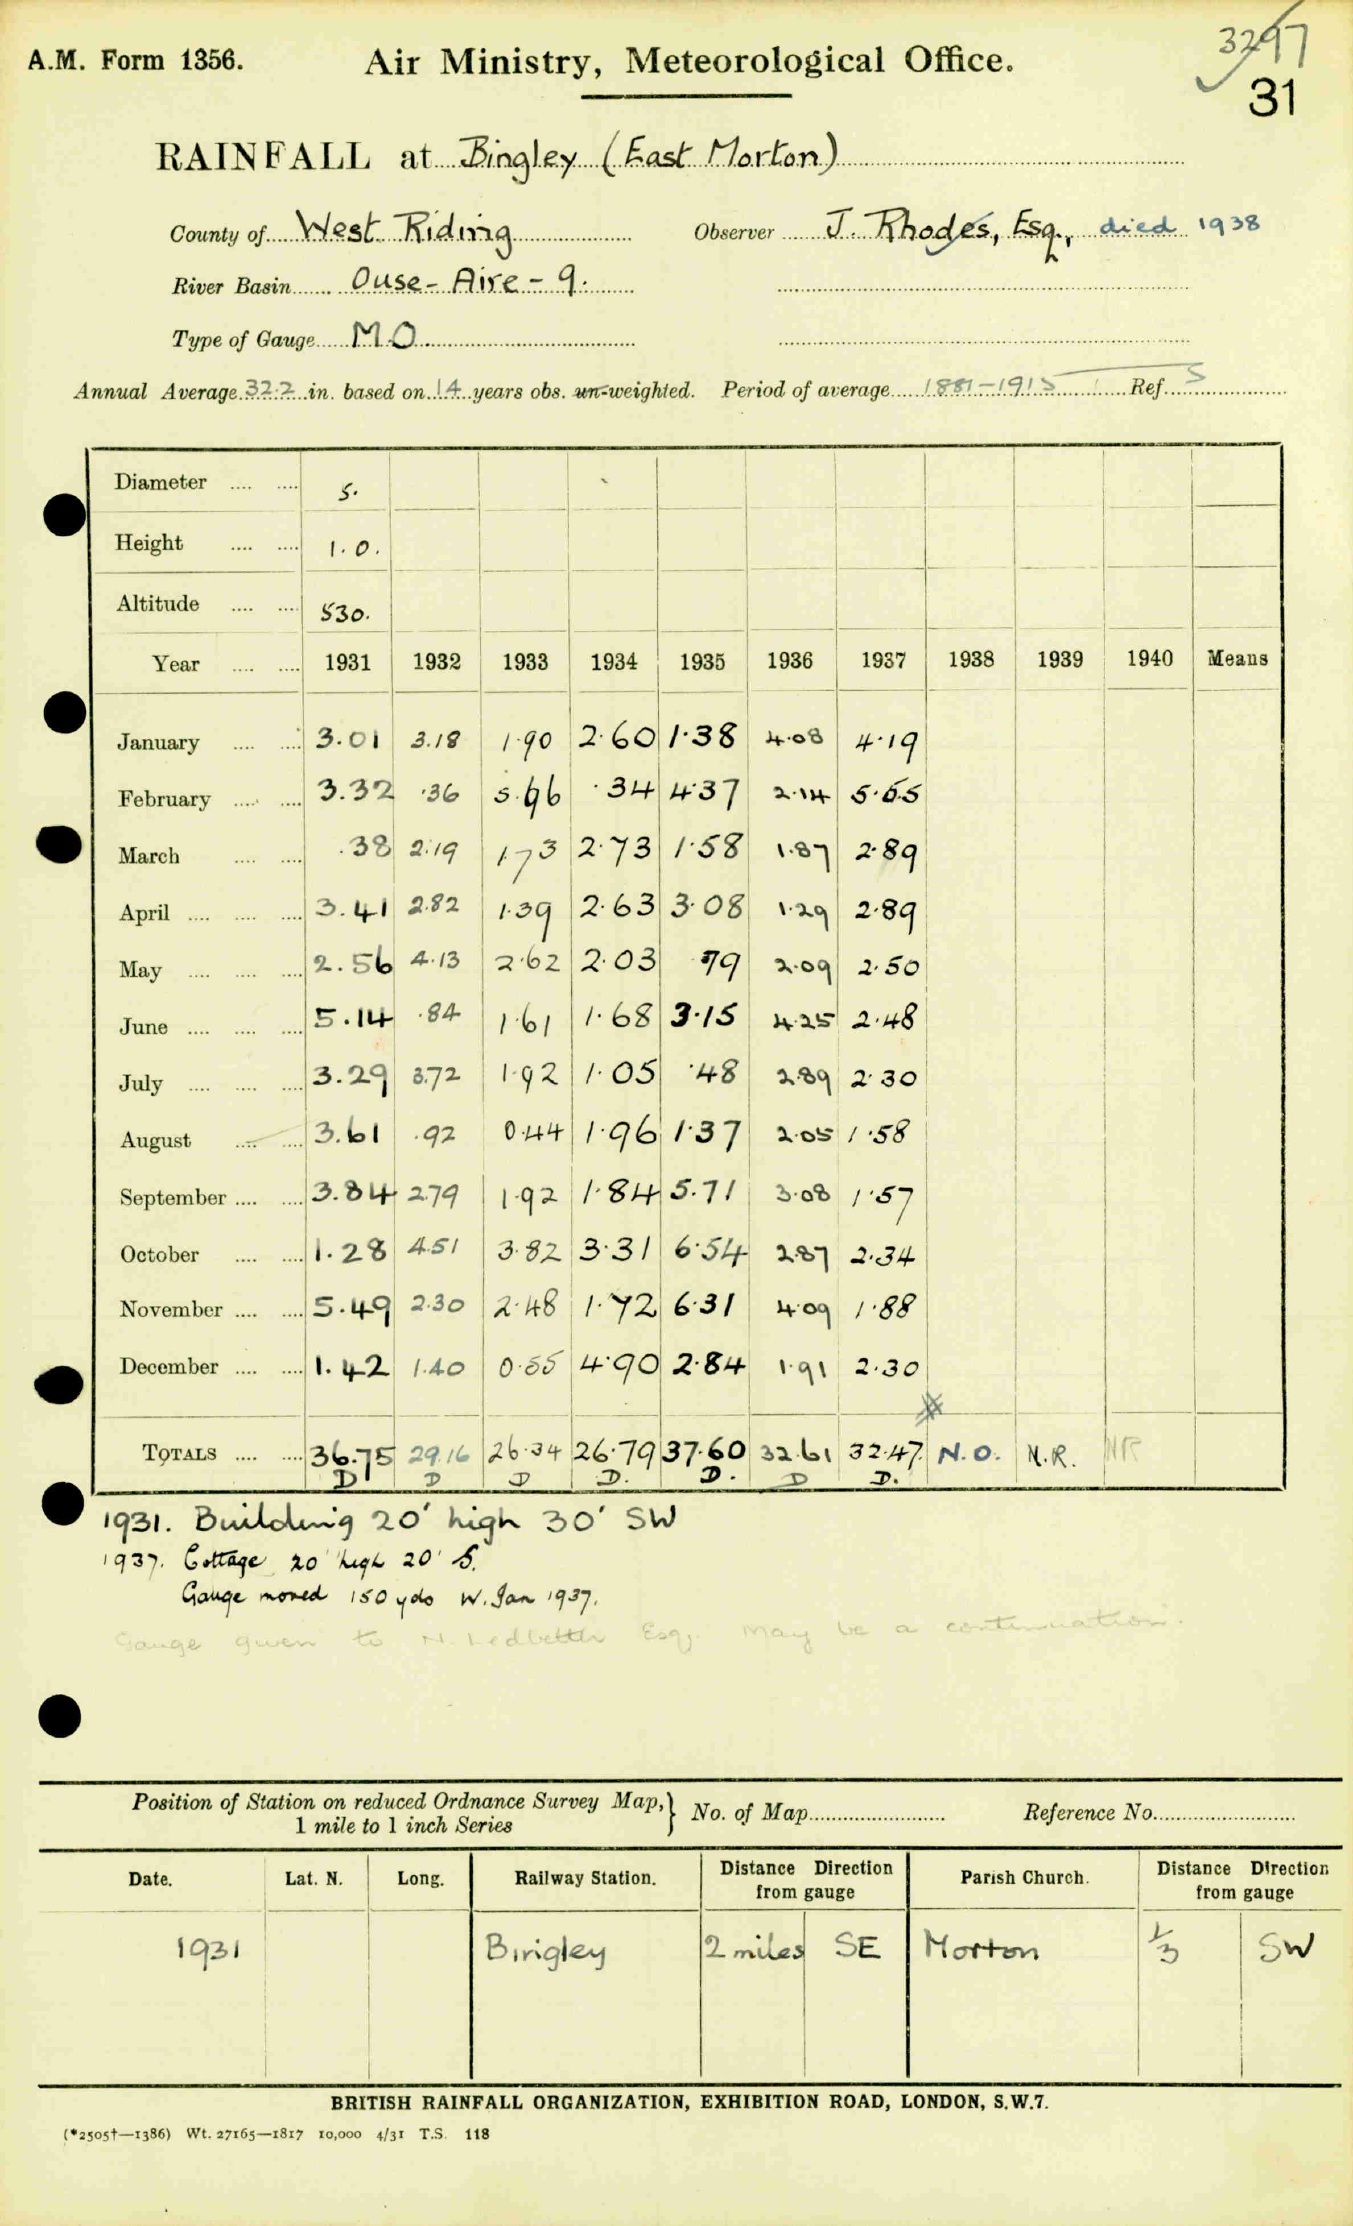 3297
31
A.M. Form 1356.
Air Ministry, Meteorological Office.
RAINFALL at Bingley (East Morton)
County of West Riding Observer J. Rhodes, Esq., died 1938
River Basin Ouse - Aire - 9.
Type of Gauge M.O.
Annual Average 32.2 in. based on 14 years obs. un-weighted. Period of average 1881-1915 Ref. S
Diameter .... .... 5.
Height .... .... 1.0.
Altitude .... .... 530.
Year .... .... 1931 1932 1933 1934 1935 1936 1937 1938 1939 1940 Means
January .... .... 3.01 3.18 1.90 2.60 1.38 4.08 4.19
February .... .... 3.32 .36 5.96 .34 4.37 2.14 5.55
March .... .... .38 2.19 1.73 2.73 1.58 1.87 2.89
April .... .... .... 3.41 2.82 1.39 2.63 3.08 1.29 2.89
May .... .... .... 2.56 4.13 2.62 2.03 .79 2.09 2.50
June .... .... .... 5.14 .84 1.61 1.68 3.15 4.25 2.48
July .... .... .... 3.29 3.72 1.92 1.05 .48 2.89 2.30
August .... .... 3.61 .92 0.44 1.96 1.37 2.05 1.58
September .... .... 3.84 2.79 1.92 1.84 5.71 3.08 1.57
October .... .... 1.28 4.51 3.82 3.31 6.54 2.87 2.34
November .... .... 5.49 2.30 2.48 1.72 6.31 4.09 1.88
December .... .... 1.42 1.40 0.55 4.90 2.84 1.91 2.30
TOTALS .... .... 36.75 29.16 26.34 26.79 37.60 32.61 32.47 N.O. N.R. NR
D D D D. D. D D.
1931. Building 20' high 30' SW
1937. Cottage 20' high 20' S.
Gauge moved 150 yds W. Jan 1937.
Gauge given to N. Ledbetter Esq. May be a continuation.
Position of Station on reduced Ordnance Survey Map,} No. of Map Reference No.
1 mile to 1 inch Series
Date. Lat. N. Long. Railway Station. Distance Direction from gauge Parish Church. Distance Direction from gauge
1931 Bingley 2 miles SE Morton 1/3 SW
BRITISH RAINFALL ORGANIZATION, EXHIBITION ROAD, LONDON, S.W.7.
(*2505†—1386) Wt. 27165—1817 10,000 4/31 T.S. 118